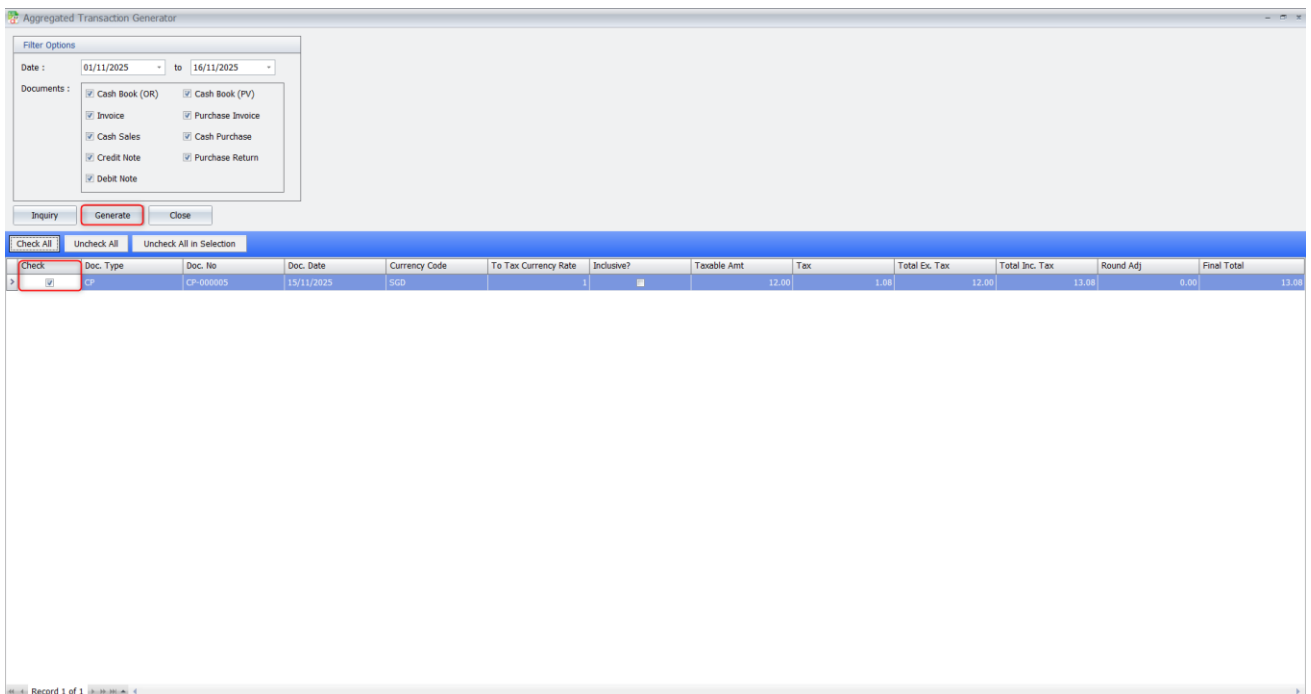 Aggregated Transaction Generator
Filter Options
Date : 01/11/2025 to 16/11/2025
Documents : Cash Book (OR) Cash Book (PV)
Invoice Purchase Invoice
Cash Sales Cash Purchase
Credit Note Purchase Return
Debit Note
Inquiry Generate Close
Check All Uncheck All Uncheck All in Selection
Check Doc. Type Doc. No Doc. Date Currency Code To Tax Currency Rate Inclusive? Taxable Amt Tax Total Ex. Tax Total Inc. Tax Round Adj Final Total
CP CP-000005 15/11/2025 SGD 1 12.00 1.08 12.00 13.08 0.00 13.08
Record 1 of 1